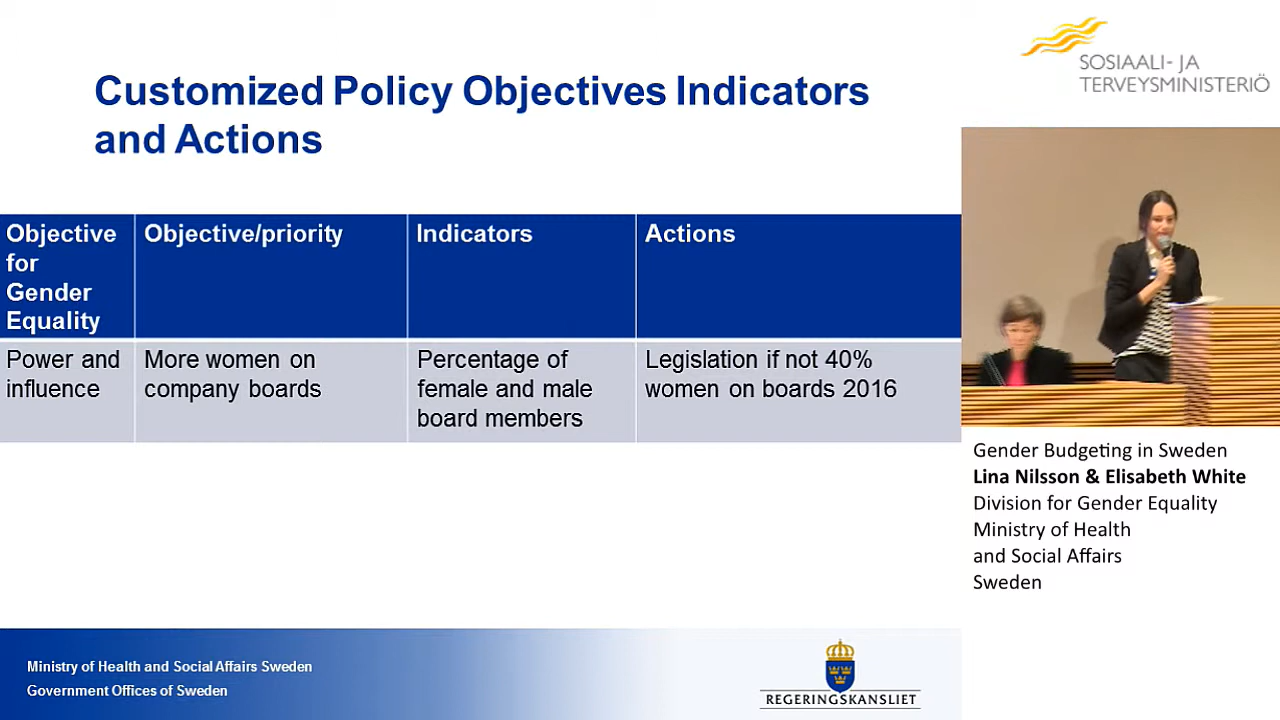 Customized Policy Objectives Indicators
and Actions
SOSIAALI- JA
TERVEYSMINISTERIÖ
Objective
for
Gender
Equality
Objective/priority
Indicators
Actions
Power and
influence
More women on
company boards
Percentage of
female and male
board members
Legislation if not 40%
women on boards 2016
Gender Budgeting in Sweden
Lina Nilsson & Elisabeth White
Division for Gender Equality
Ministry of Health
and Social Affairs
Sweden
Ministry of Health and Social Affairs Sweden
Government Offices of Sweden
REGERINGSKANSLIET